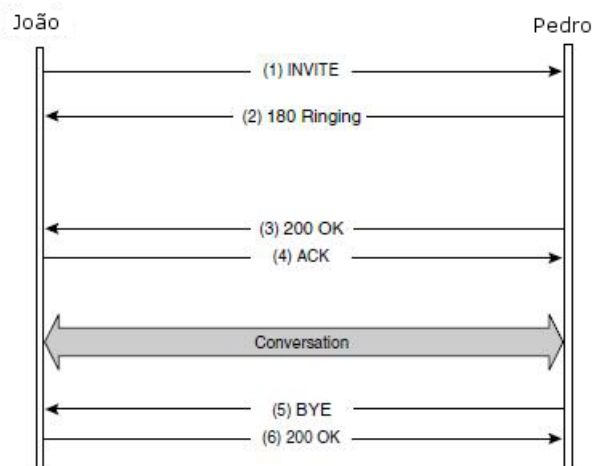 João
Pedro
(1) INVITE
(2) 180 Ringing
(3) 200 OK
(4) ACK
Conversation
(5) BYE
(6) 200 OK